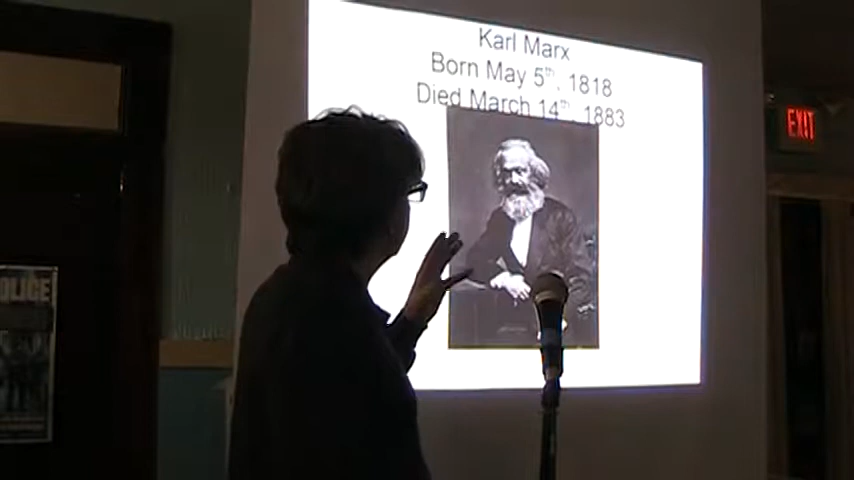 Karl Marx
Born May 5th, 1818
Died March 14th, 1883
EXIT
POLICE